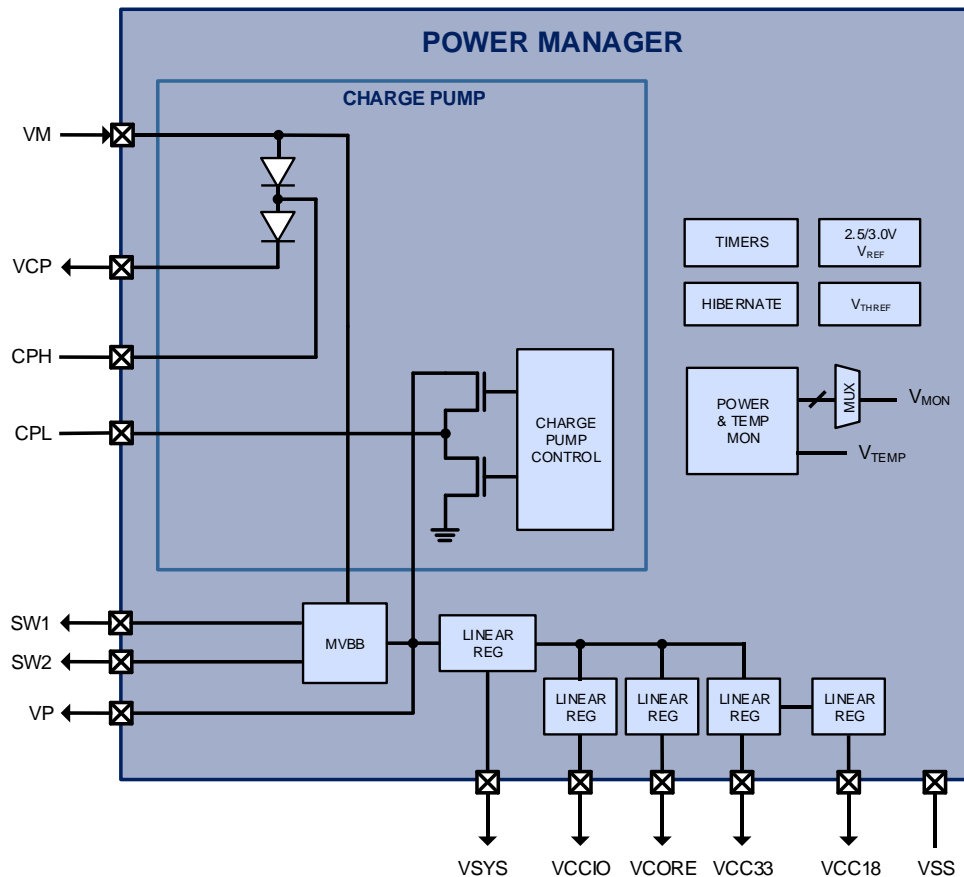 POWER MANAGER
CHARGE PUMP
VM
VCP
CPH
CPL
TIMERS
2.5/3.0V
VREF
HIBERNATE
VTHREF
CHARGE
PUMP
CONTROL
POWER
& TEMP
MON
MUX
VMON
VTEMP
SW1
SW2
VP
MVBB
LINEAR
REG
LINEAR
REG
LINEAR
REG
LINEAR
REG
LINEAR
REG
VSYS
VCCIO
VCORE
VCC33
VCC18
VSS